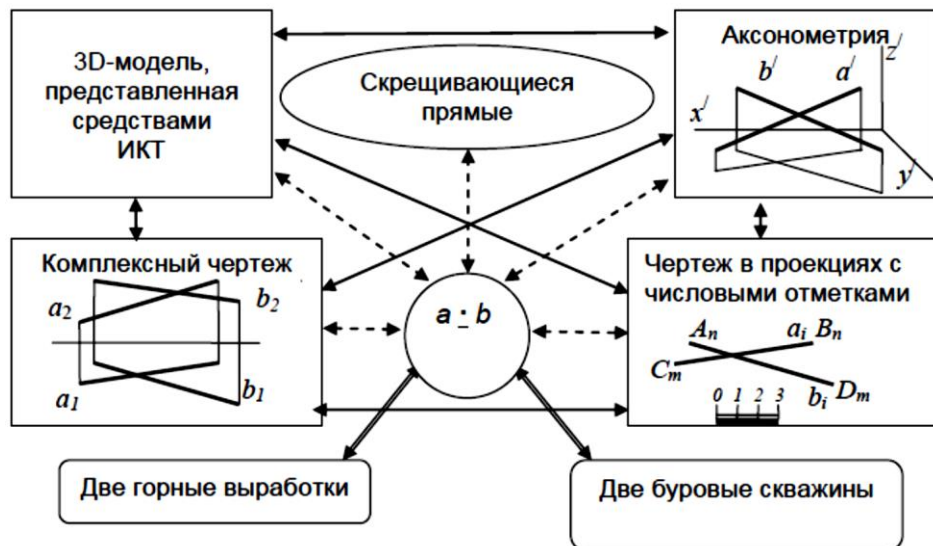 3D-модель,
представленная
средствами
ИКТ
Скрещивающиеся
прямые
Аксонометрия
z/
b/
a/
x/
y/
Комплексный чертеж
a2
b2
a1
b1
a ∸ b
Чертеж в проекциях с
числовыми отметками
An
ai Bn
Cm
bi Dm
0 1 2 3
Две горные выработки
Две буровые скважины